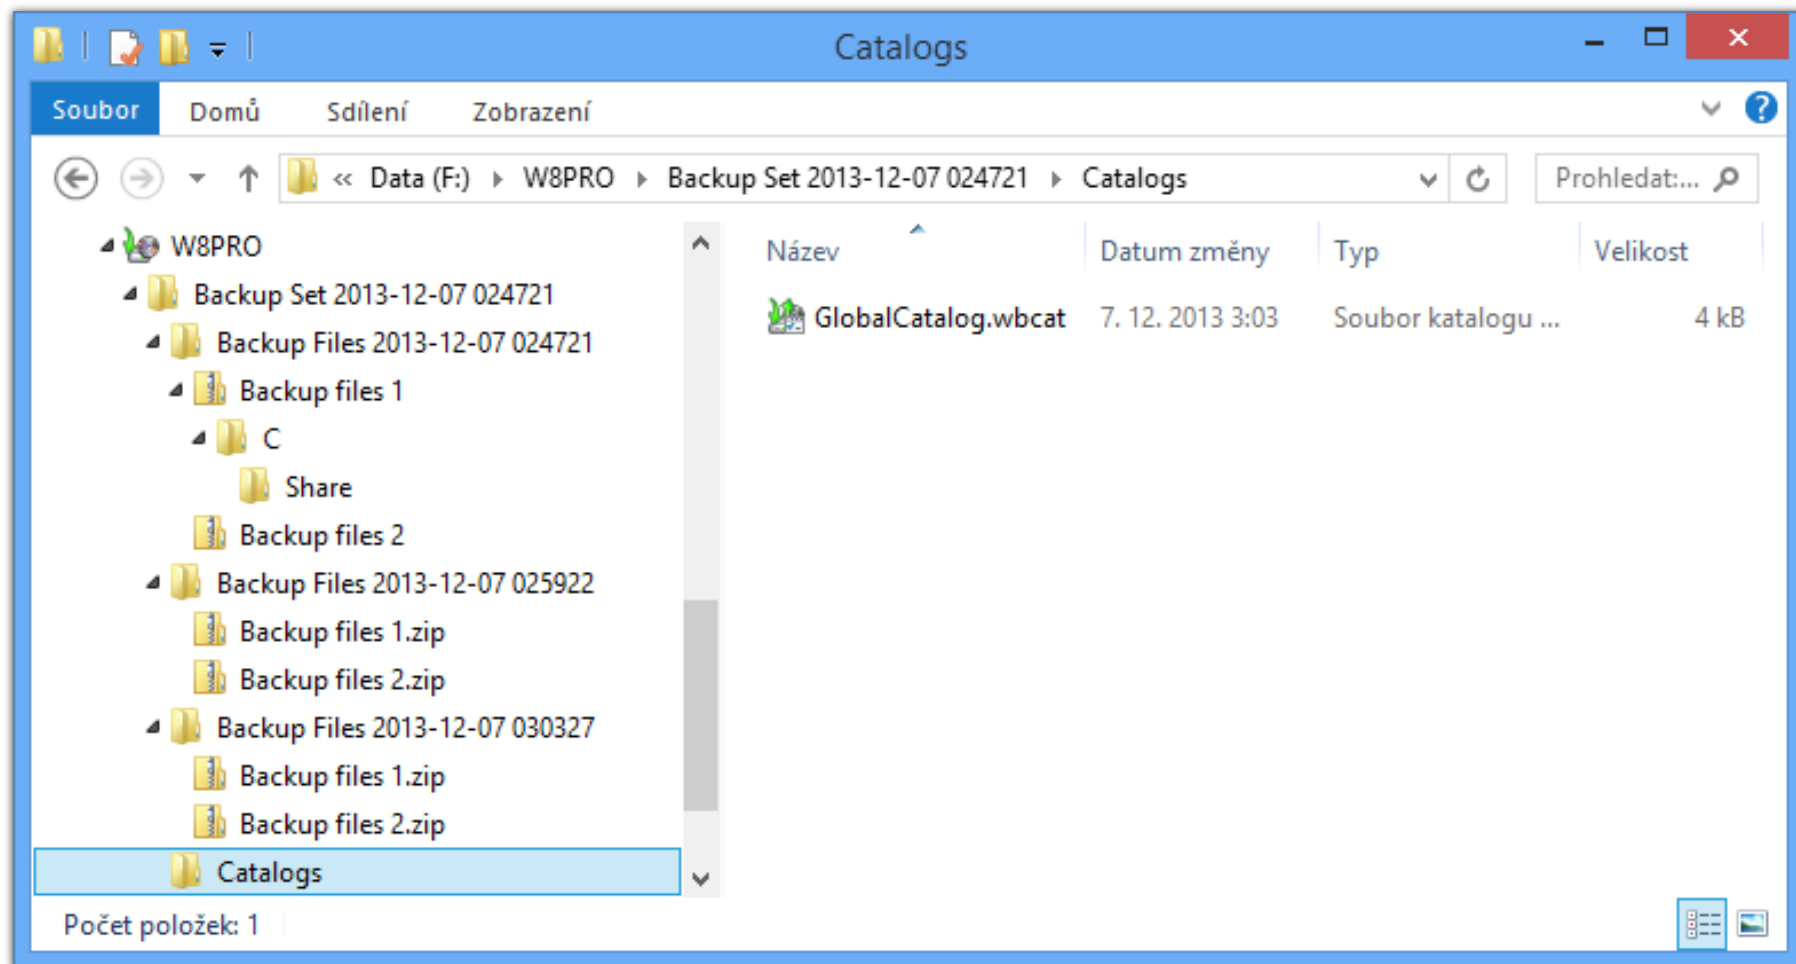 Catalogs
Soubor Domů Sdílení Zobrazení
« Data (F:) W8PRO Backup Set 2013-12-07 024721 Catalogs Prohledat:...
W8PRO
Backup Set 2013-12-07 024721
Backup Files 2013-12-07 024721
Backup files 1
C
Share
Backup files 2
Backup Files 2013-12-07 025922
Backup files 1.zip
Backup files 2.zip
Backup Files 2013-12-07 030327
Backup files 1.zip
Backup files 2.zip
Catalogs
Název Datum změny Typ Velikost
GlobalCatalog.wbcat 7. 12. 2013 3:03 Soubor katalogu ... 4 kB
Počet položek: 1